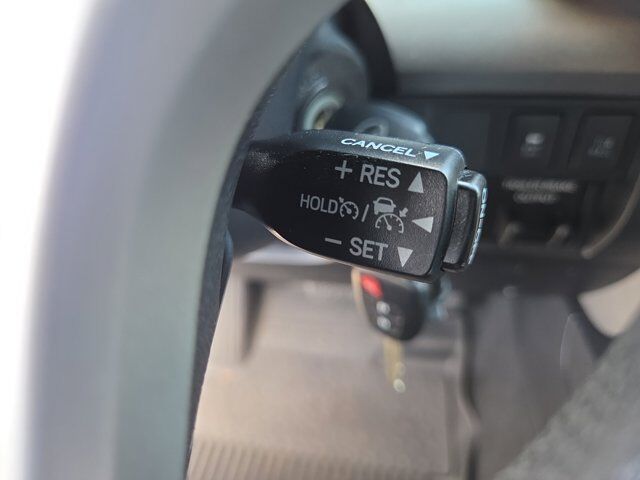 CANCEL
+ RES
HOLD /
− SET